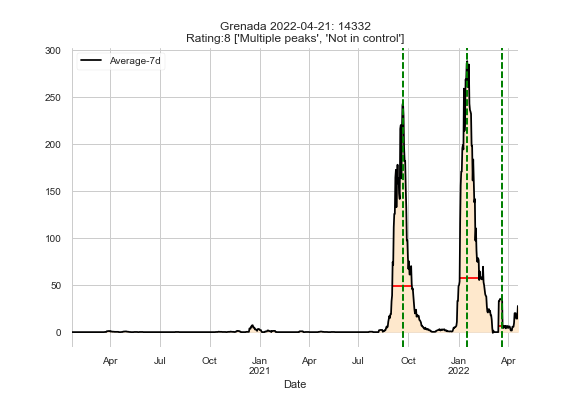 Grenada 2022-04-21: 14332
Rating:8 ['Multiple peaks', 'Not in control']
Average-7d
300
250
200
150
100
50
0
Apr Jul Oct Jan Apr Jul Oct Jan Apr
2021 2022
Date